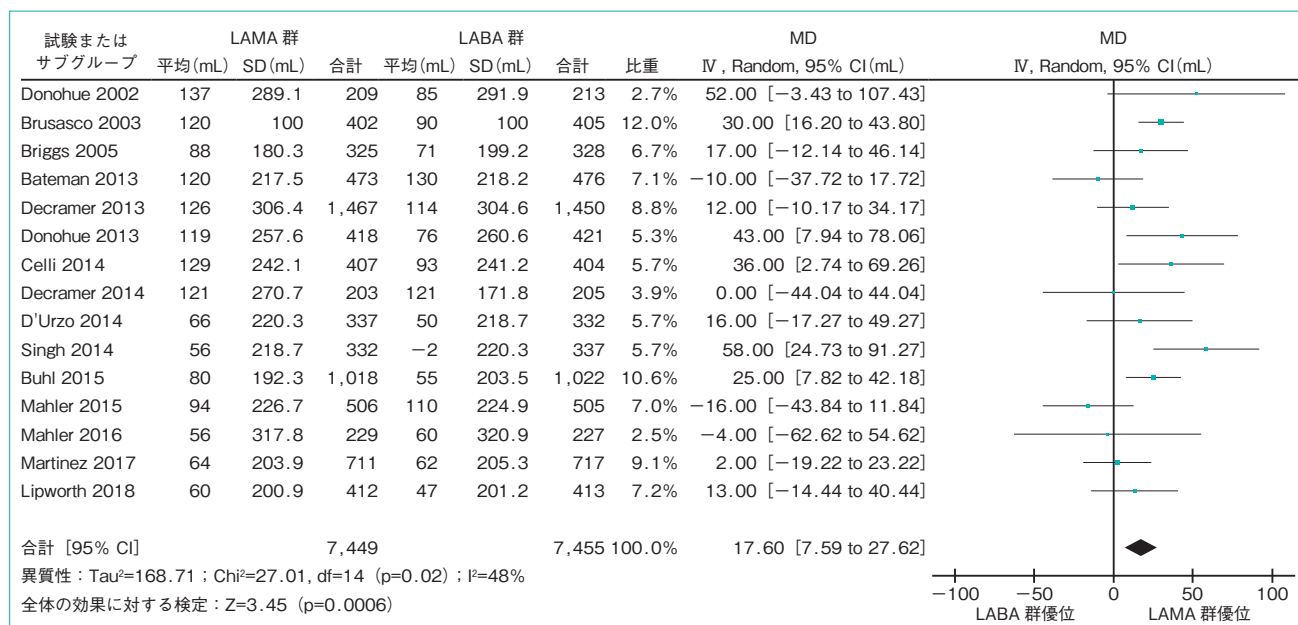 試験または サブグループ LAMA 群 LABA 群 MD MD
平均(mL) SD(mL) 合計 平均(mL) SD(mL) 合計 比重 Ⅳ, Random, 95% CI(mL) Ⅳ, Random, 95% CI(mL)
Donohue 2002 137 289.1 209 85 291.9 213 2.7% 52.00 [−3.43 to 107.43]
Brusasco 2003 120 100 402 90 100 405 12.0% 30.00 [16.20 to 43.80]
Briggs 2005 88 180.3 325 71 199.2 328 6.7% 17.00 [−12.14 to 46.14]
Bateman 2013 120 217.5 473 130 218.2 476 7.1% −10.00 [−37.72 to 17.72]
Decramer 2013 126 306.4 1,467 114 304.6 1,450 8.8% 12.00 [−10.17 to 34.17]
Donohue 2013 119 257.6 418 76 260.6 421 5.3% 43.00 [7.94 to 78.06]
Celli 2014 129 242.1 407 93 241.2 404 5.7% 36.00 [2.74 to 69.26]
Decramer 2014 121 270.7 203 121 171.8 205 3.9% 0.00 [−44.04 to 44.04]
D'Urzo 2014 66 220.3 337 50 218.7 332 5.7% 16.00 [−17.27 to 49.27]
Singh 2014 56 218.7 332 −2 220.3 337 5.7% 58.00 [24.73 to 91.27]
Buhl 2015 80 192.3 1,018 55 203.5 1,022 10.6% 25.00 [7.82 to 42.18]
Mahler 2015 94 226.7 506 110 224.9 505 7.0% −16.00 [−43.84 to 11.84]
Mahler 2016 56 317.8 229 60 320.9 227 2.5% −4.00 [−62.62 to 54.62]
Martinez 2017 64 203.9 711 62 205.3 717 9.1% 2.00 [−19.22 to 23.22]
Lipworth 2018 60 200.9 412 47 201.2 413 7.2% 13.00 [−14.44 to 40.44]
合計 [95% CI] 7,449 7,455 100.0% 17.60 [7.59 to 27.62]
異質性：Tau²=168.71；Chi²=27.01, df=14 (p=0.02)；I²=48%
全体の効果に対する検定：Z=3.45 (p=0.0006)
−100 −50 0 50 100
LABA 群優位 LAMA 群優位